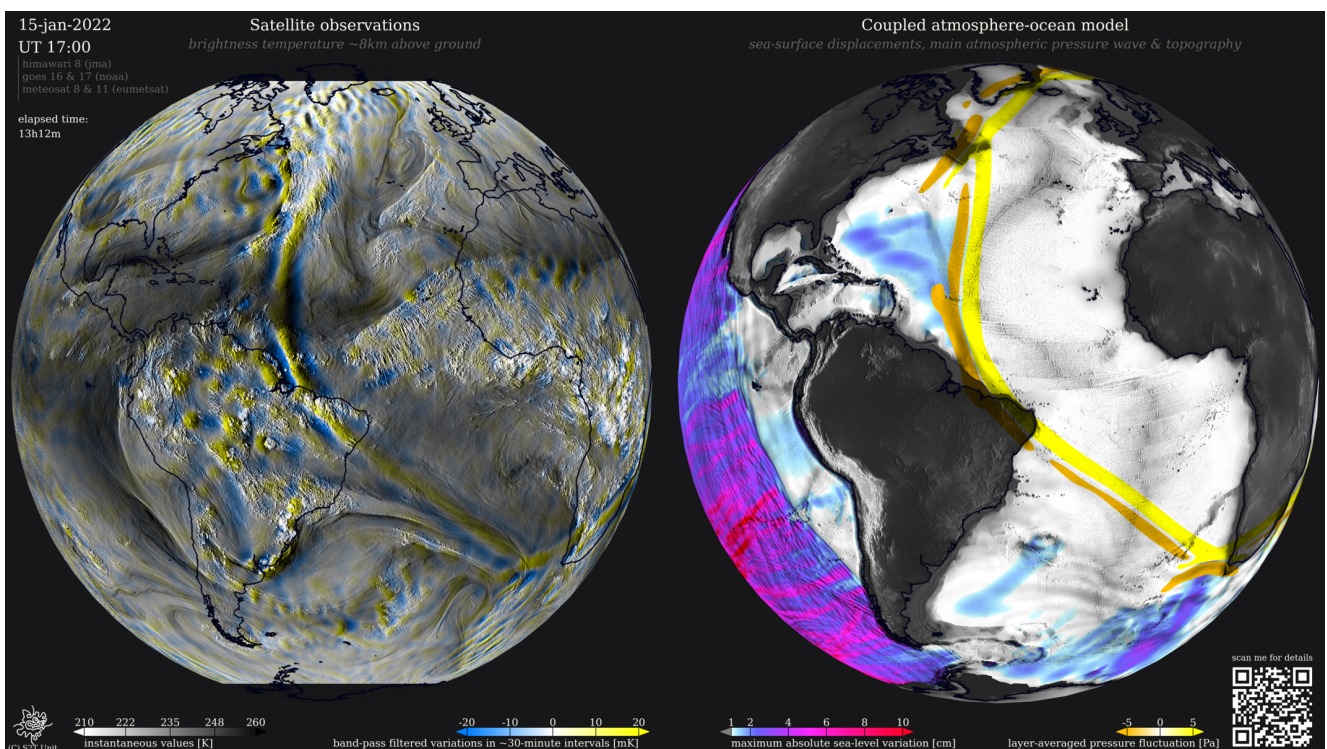 15-jan-2022
UT 17:00
himawari 8 (jma)
goes 16 & 17 (noaa)
meteosat 8 & 11 (eumetsat)
elapsed time:
13h12m
Satellite observations
brightness temperature ~8km above ground
Coupled atmosphere-ocean model
sea-surface displacements, main atmospheric pressure wave & topography
scan me for details
210 222 235 248 260
instantaneous values [K]
-20 -10 0 10 20
band-pass filtered variations in ~30-minute intervals [mK]
1 2 4 6 8 10
maximum absolute sea-level variation [cm]
-5 0 5
layer-averaged pressure fluctuation [Pa]
(C) S2T Unit